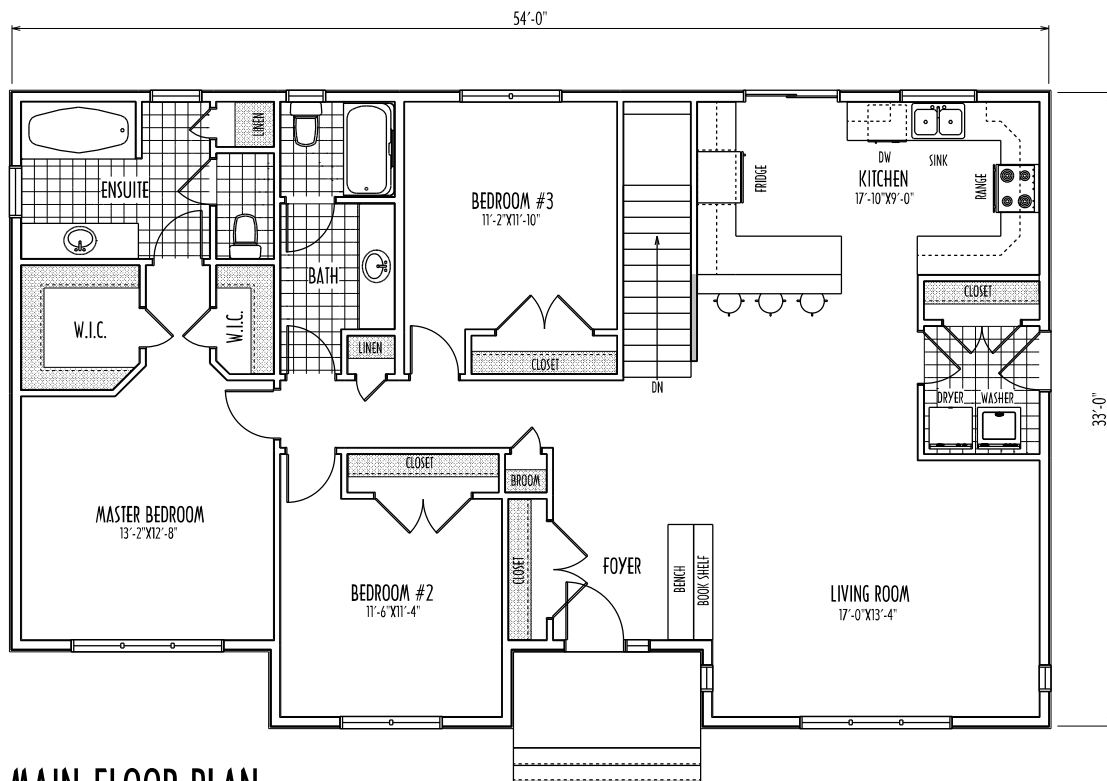 54'-0"
LINEN
ENSUITE
BEDROOM #3
11'-2"X11'-10"
FRIDGE
DW
SINK
KITCHEN
17'-10"X9'-0"
RANGE
BATH
W.I.C.
W.I.C.
LINEN
CLOSET
CLOSET
DN
DRYER
WASHER
33'-0"
CLOSET
BROOM
MASTER BEDROOM
13'-2"X12'-8"
BEDROOM #2
11'-6"X11'-4"
CLOSET
FOYER
BENCH
BOOK SHELF
LIVING ROOM
17'-0"X13'-4"
MAIN FLOOR PLAN